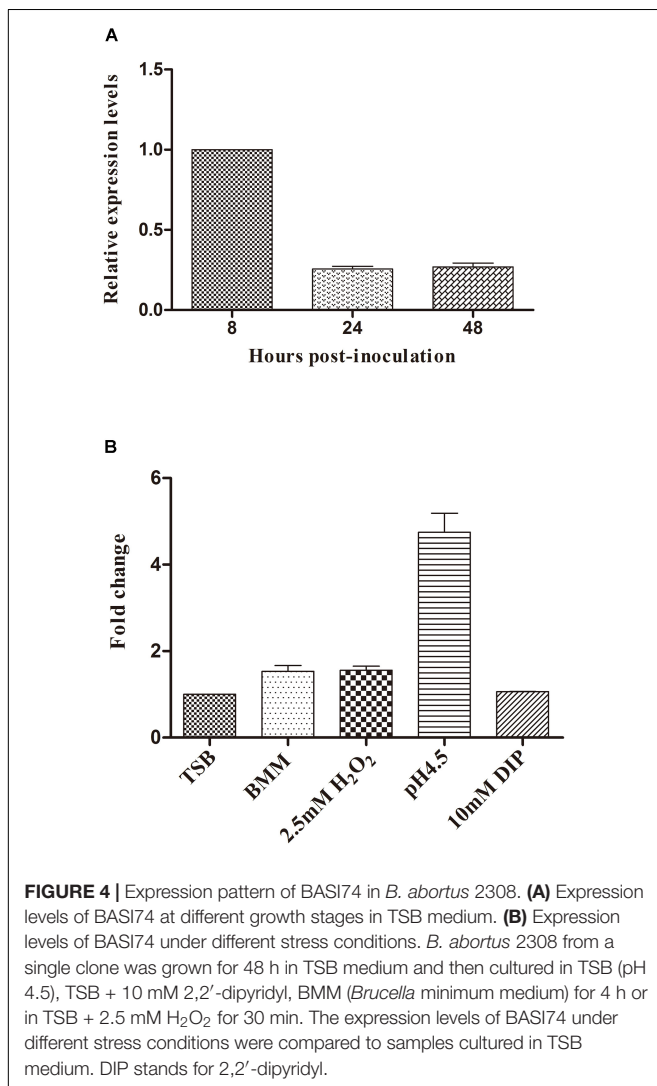 A
1.5
1.0
0.5
0.0
Relative expression levels
8 24 48
Hours post-inoculation
B
6
4
2
0
Fold change
TSB BMM 2.5mM H₂O₂ pH4.5 10mM DIP
FIGURE 4 | Expression pattern of BASI74 in B. abortus 2308. (A) Expression
levels of BASI74 at different growth stages in TSB medium. (B) Expression
levels of BASI74 under different stress conditions. B. abortus 2308 from a
single clone was grown for 48 h in TSB medium and then cultured in TSB (pH
4.5), TSB + 10 mM 2,2′-dipyridyl, BMM (Brucella minimum medium) for 4 h or
in TSB + 2.5 mM H₂O₂ for 30 min. The expression levels of BASI74 under
different stress conditions were compared to samples cultured in TSB
medium. DIP stands for 2,2′-dipyridyl.